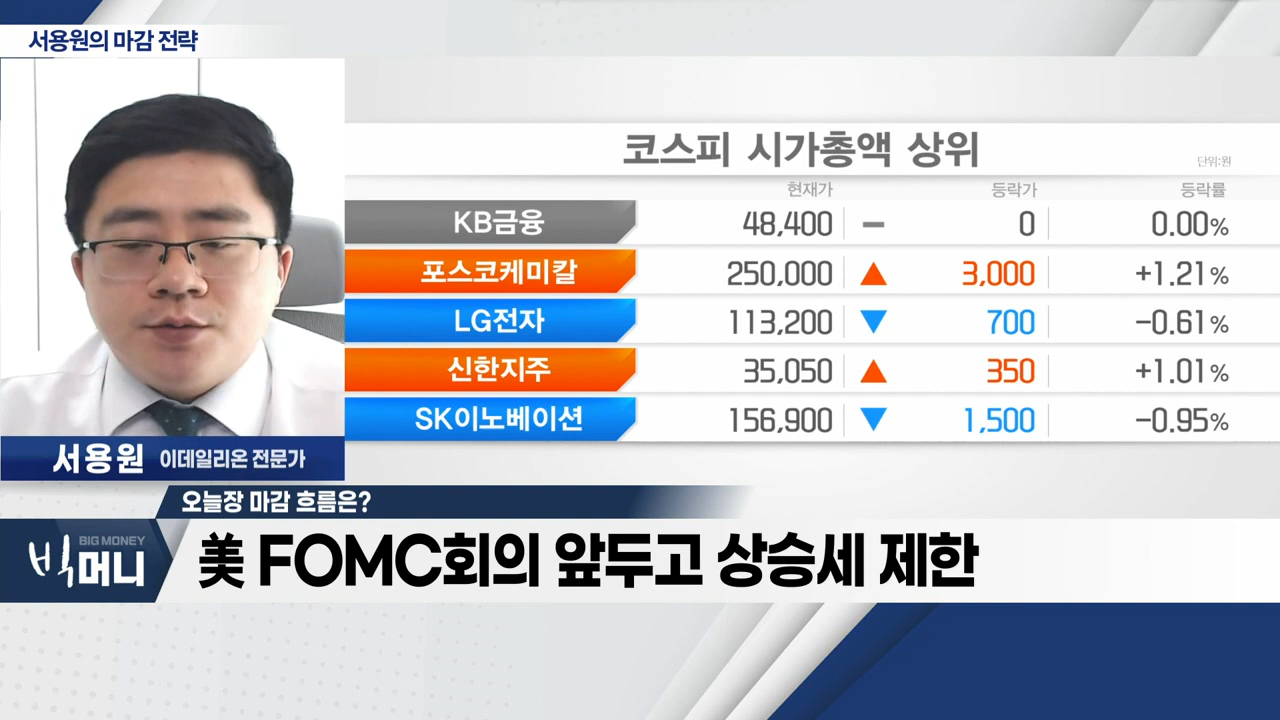 서용원의 마감 전략
코스피 시가총액 상위
단위:원
현재가 등락가 등락률
KB금융 48,400 - 0 0.00%
포스코케미칼 250,000 ▲ 3,000 +1.21%
LG전자 113,200 ▼ 700 -0.61%
신한지주 35,050 ▲ 350 +1.01%
SK이노베이션 156,900 ▼ 1,500 -0.95%
서용원 이데일리온 전문가
오늘장 마감 흐름은?
BIG MONEY
빅머니
美 FOMC회의 앞두고 상승세 제한